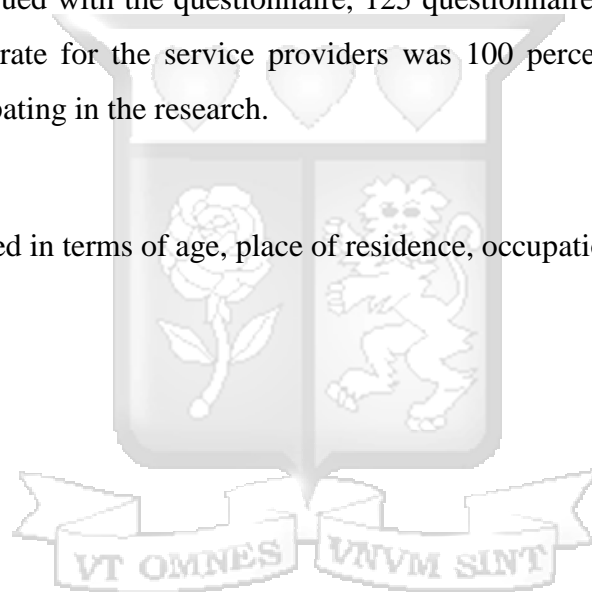 ued with the questionnaire, 125 questionnaire
rate for the service providers was 100 perce
pating in the research.
ed in terms of age, place of residence, occupatio
VT OMNES VNVM SINT